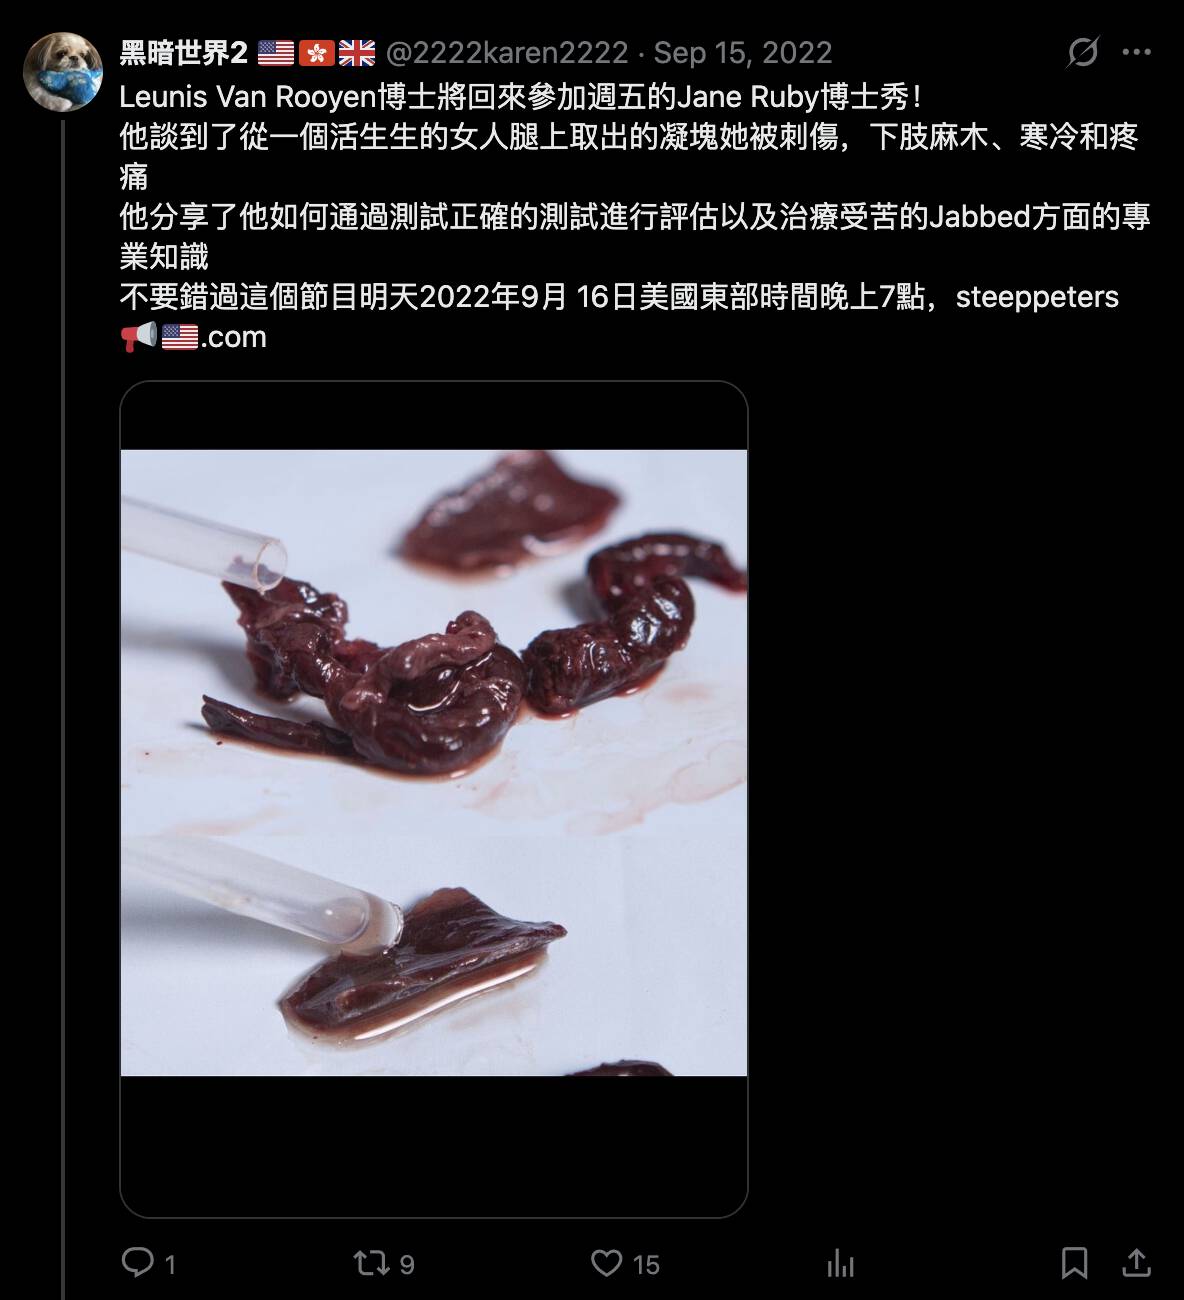 黑暗世界2 🇺🇸🇭🇰🇬🇧 @2222karen2222 · Sep 15, 2022
Leunis Van Rooyen博士將回來參加週五的Jane Ruby博士秀！
他談到了從一個活生生的女人腿上取出的凝塊她被刺傷，下肢麻木、寒冷和疼
痛
他分享了他如何通過測試正確的測試進行評估以及治療受苦的Jabbed方面的專
業知識
不要錯過這個節目明天2022年9月 16日美國東部時間晚上7點，steeppeters
📢🇺🇸.com
1 9 15